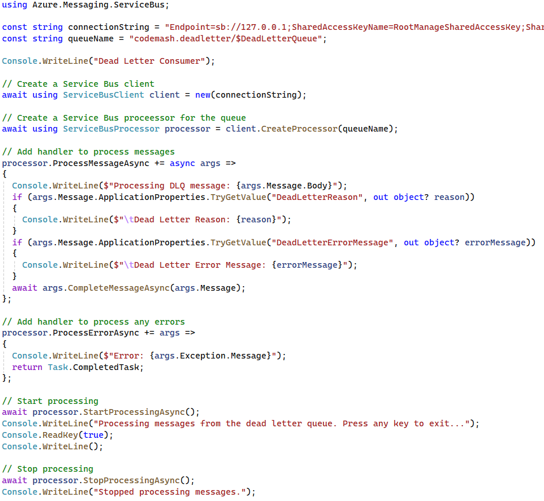 using Azure.Messaging.ServiceBus;
const string connectionString = "Endpoint=sb://127.0.0.1;SharedAccessKeyName=RootManageSharedAccessKey;Shar
const string queueName = "codemash.deadletter/$DeadLetterQueue";
Console.WriteLine("Dead Letter Consumer");
// Create a Service Bus client
await using ServiceBusClient client = new(connectionString);
// Create a Service Bus proceessor for the queue
await using ServiceBusProcessor processor = client.CreateProcessor(queueName);
// Add handler to process messages
processor.ProcessMessageAsync += async args =>
{
Console.WriteLine($"Processing DLQ message: {args.Message.Body}");
if (args.Message.ApplicationProperties.TryGetValue("DeadLetterReason", out object? reason))
{
Console.WriteLine($"\tDead Letter Reason: {reason}");
}
if (args.Message.ApplicationProperties.TryGetValue("DeadLetterErrorMessage", out object? errorMessage))
{
Console.WriteLine($"\tDead Letter Error Message: {errorMessage}");
}
await args.CompleteMessageAsync(args.Message);
};
// Add handler to process any errors
processor.ProcessErrorAsync += args =>
{
Console.WriteLine($"Error: {args.Exception.Message}");
return Task.CompletedTask;
};
// Start processing
await processor.StartProcessingAsync();
Console.WriteLine("Processing messages from the dead letter queue. Press any key to exit...");
Console.ReadKey(true);
Console.WriteLine();
// Stop processing
await processor.StopProcessingAsync();
Console.WriteLine("Stopped processing messages.");